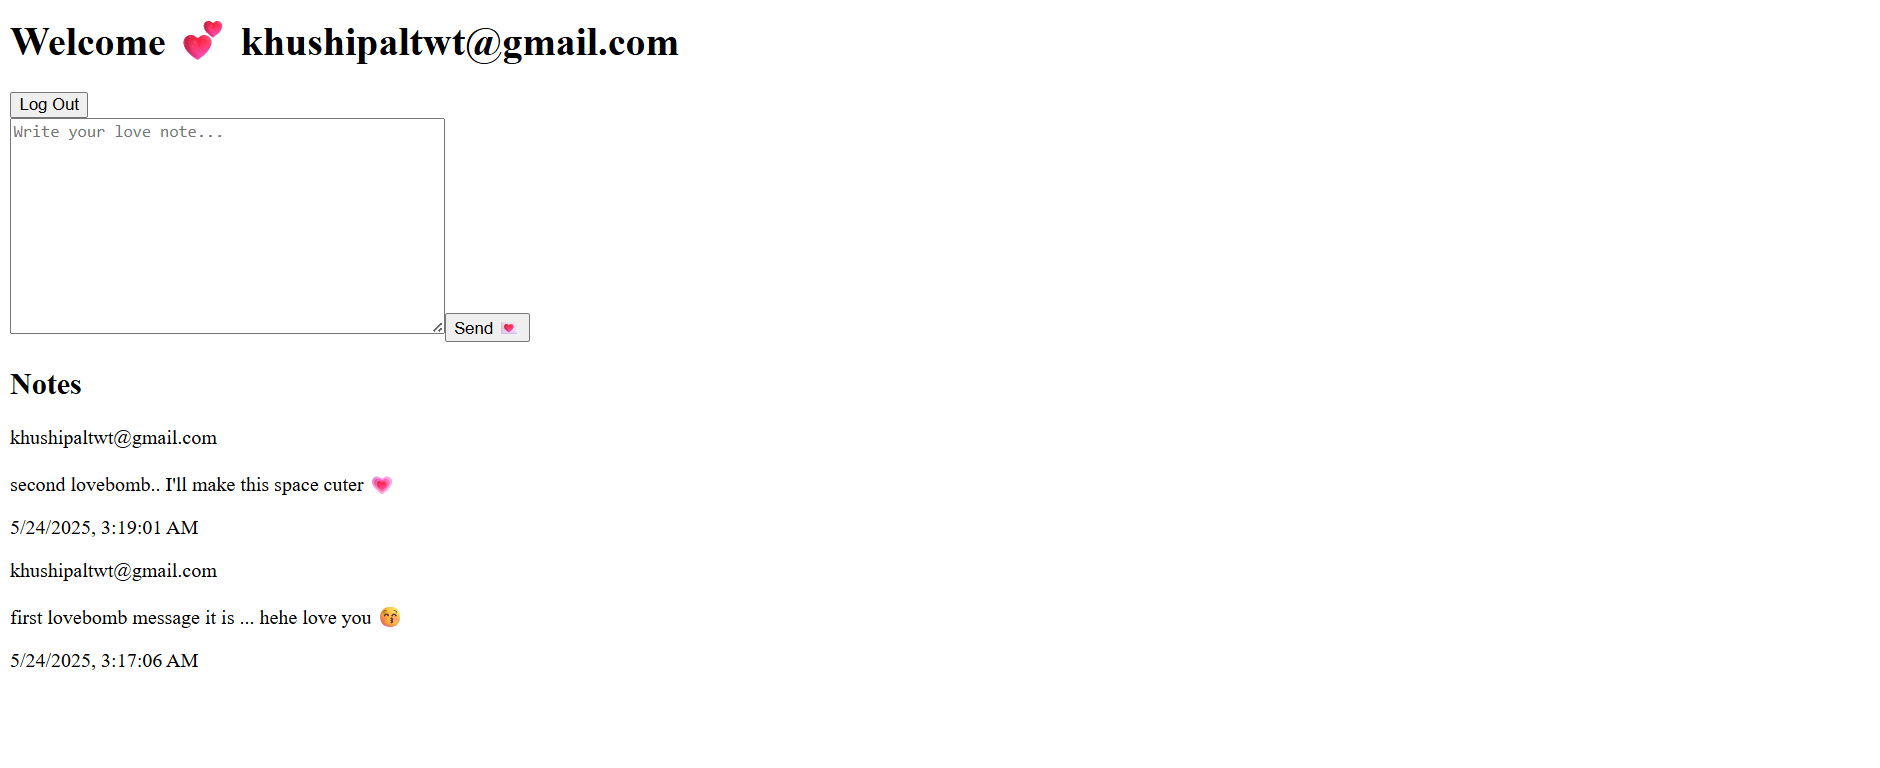 Welcome 💕 khushipaltwt@gmail.com
Log Out
Write your love note...
Send 💌
Notes
khushipaltwt@gmail.com
second lovebomb.. I'll make this space cuter 💗
5/24/2025, 3:19:01 AM
khushipaltwt@gmail.com
first lovebomb message it is ... hehe love you 😚
5/24/2025, 3:17:06 AM